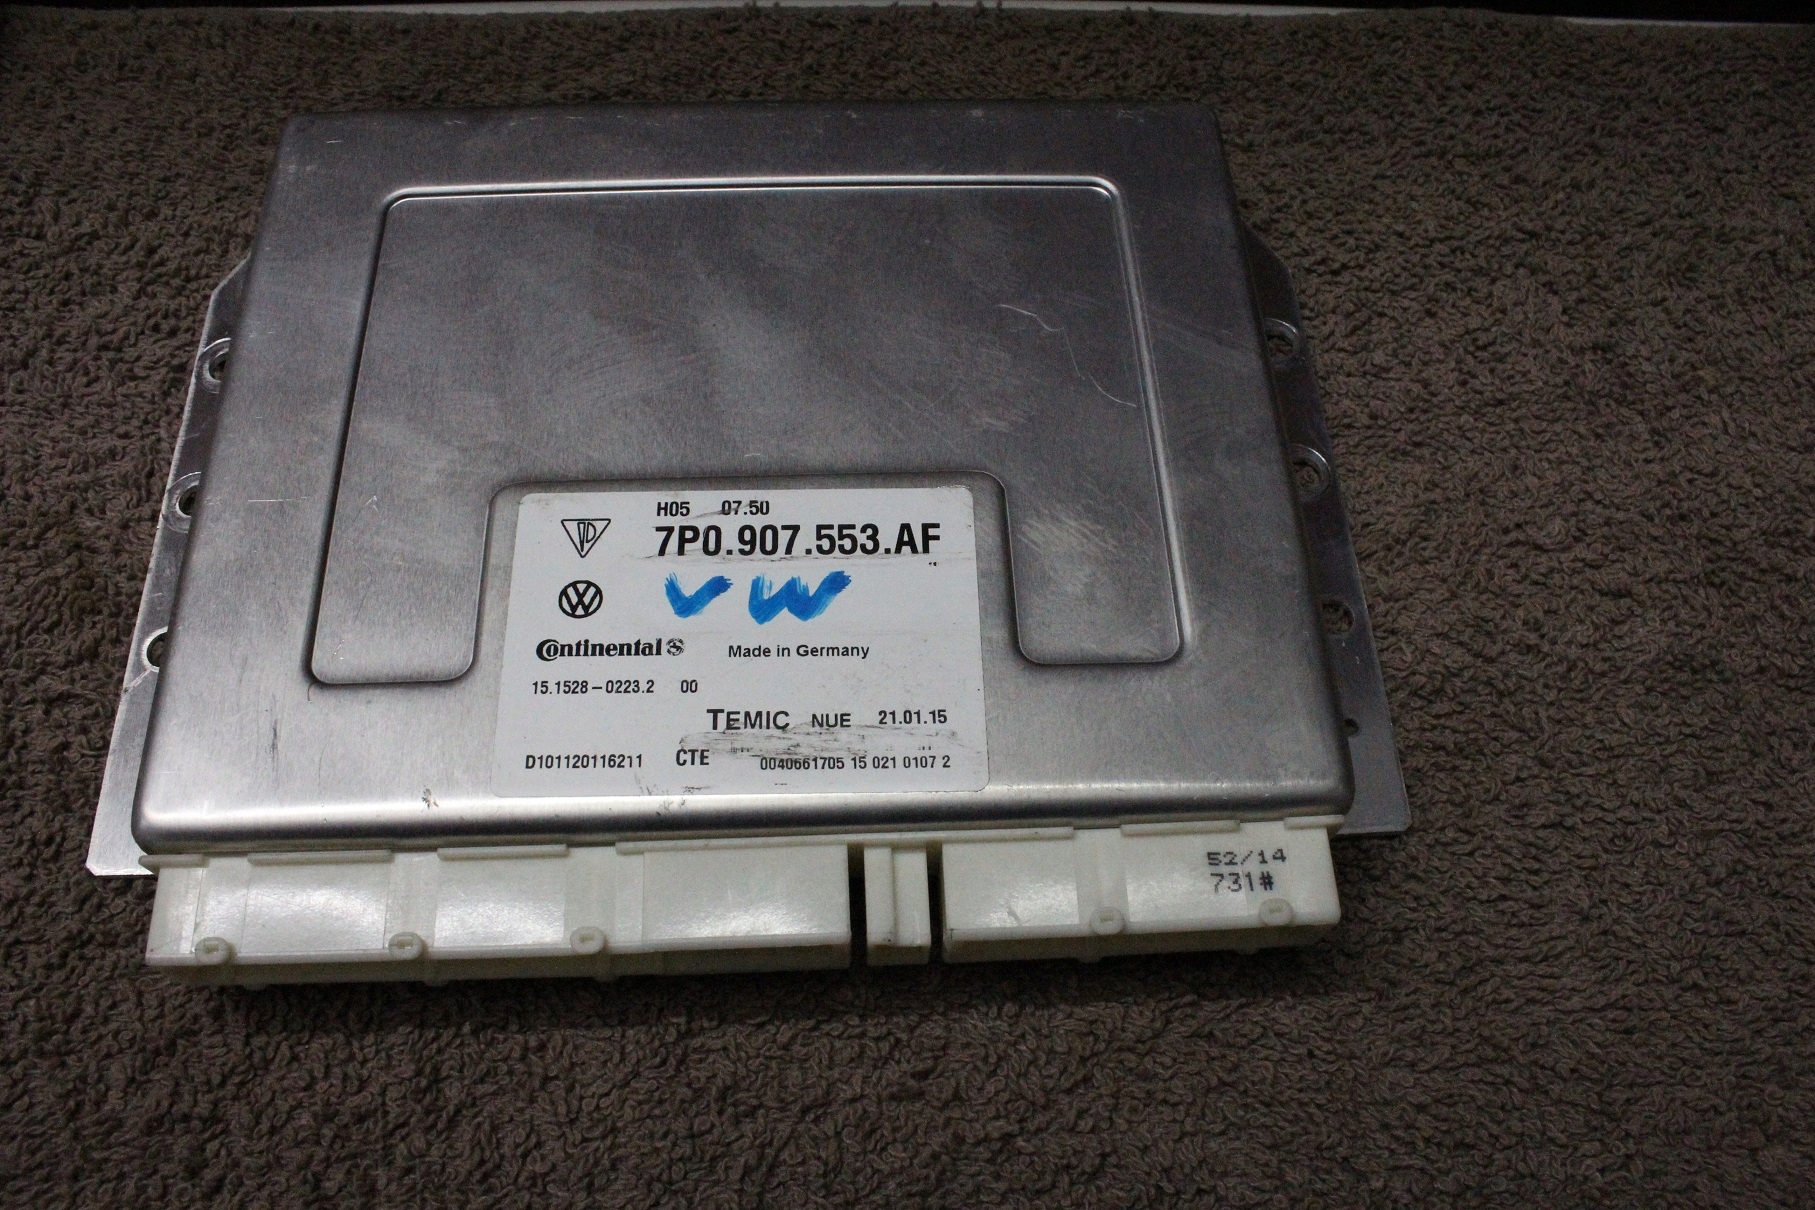 H05 07.50
7P0.907.553.AF
VW
VW
Continental Made in Germany
15.1528-0223.2 00
TEMIC NUE 21.01.15
D101120116211 CTE 0040661705 15 021 0107 2
52/14
731#